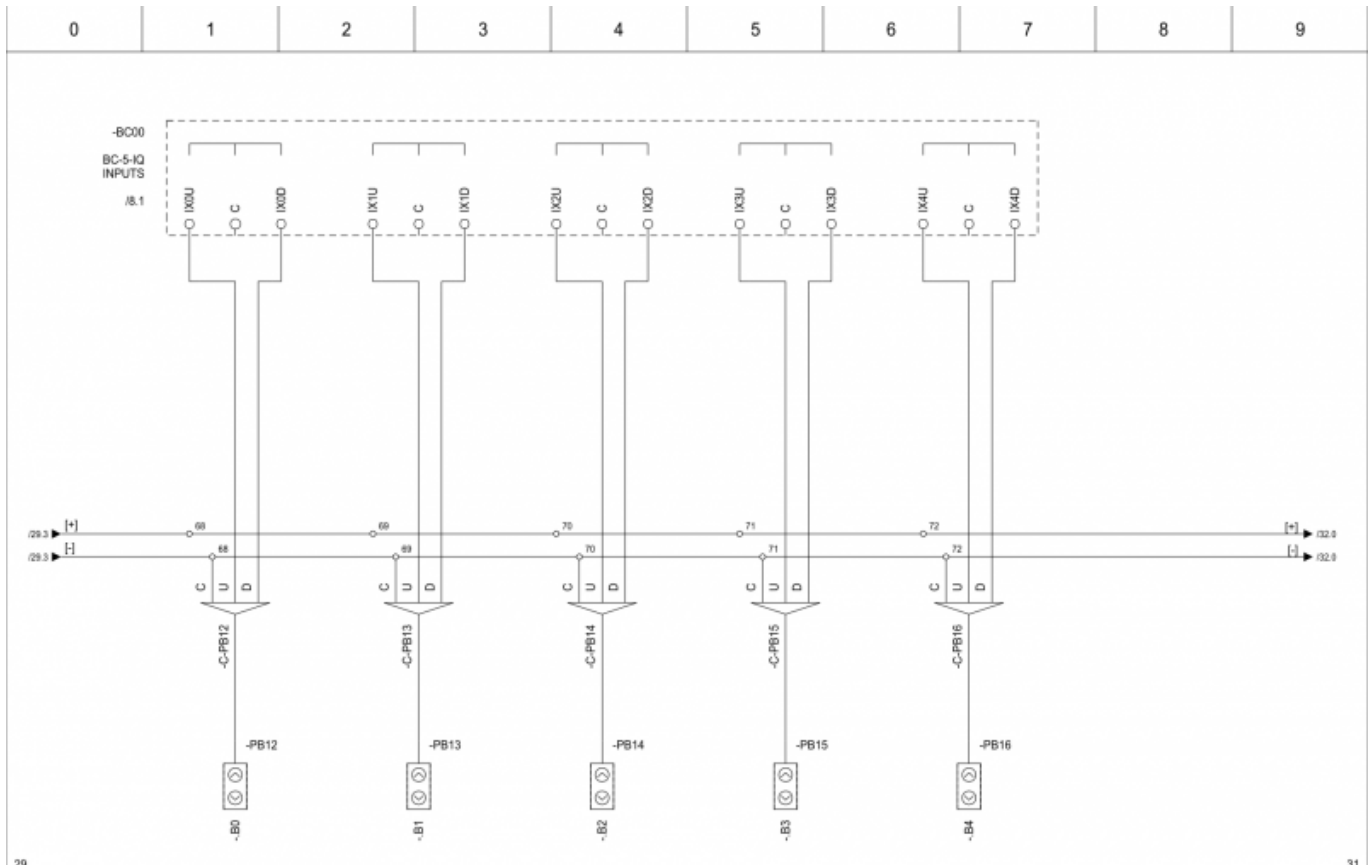 0 1 2 3 4 5 6 7 8 9
-BC00
BC-5-IQ
INPUTS
/8.1
IX0U C IX0D IX1U C IX1D IX2U C IX2D IX3U C IX3D IX4U C IX4D
/29.3 [+] 68 69 70 71 72 [+] /32.0
/29.3 [-] 68 69 70 71 72 [-] /32.0
C U D C U D C U D C U D C U D
-C-PB12 -C-PB13 -C-PB14 -C-PB15 -C-PB16
-PB12 -PB13 -PB14 -PB15 -PB16
-.B0 -.B1 -.B2 -.B3 -.B4
29 31